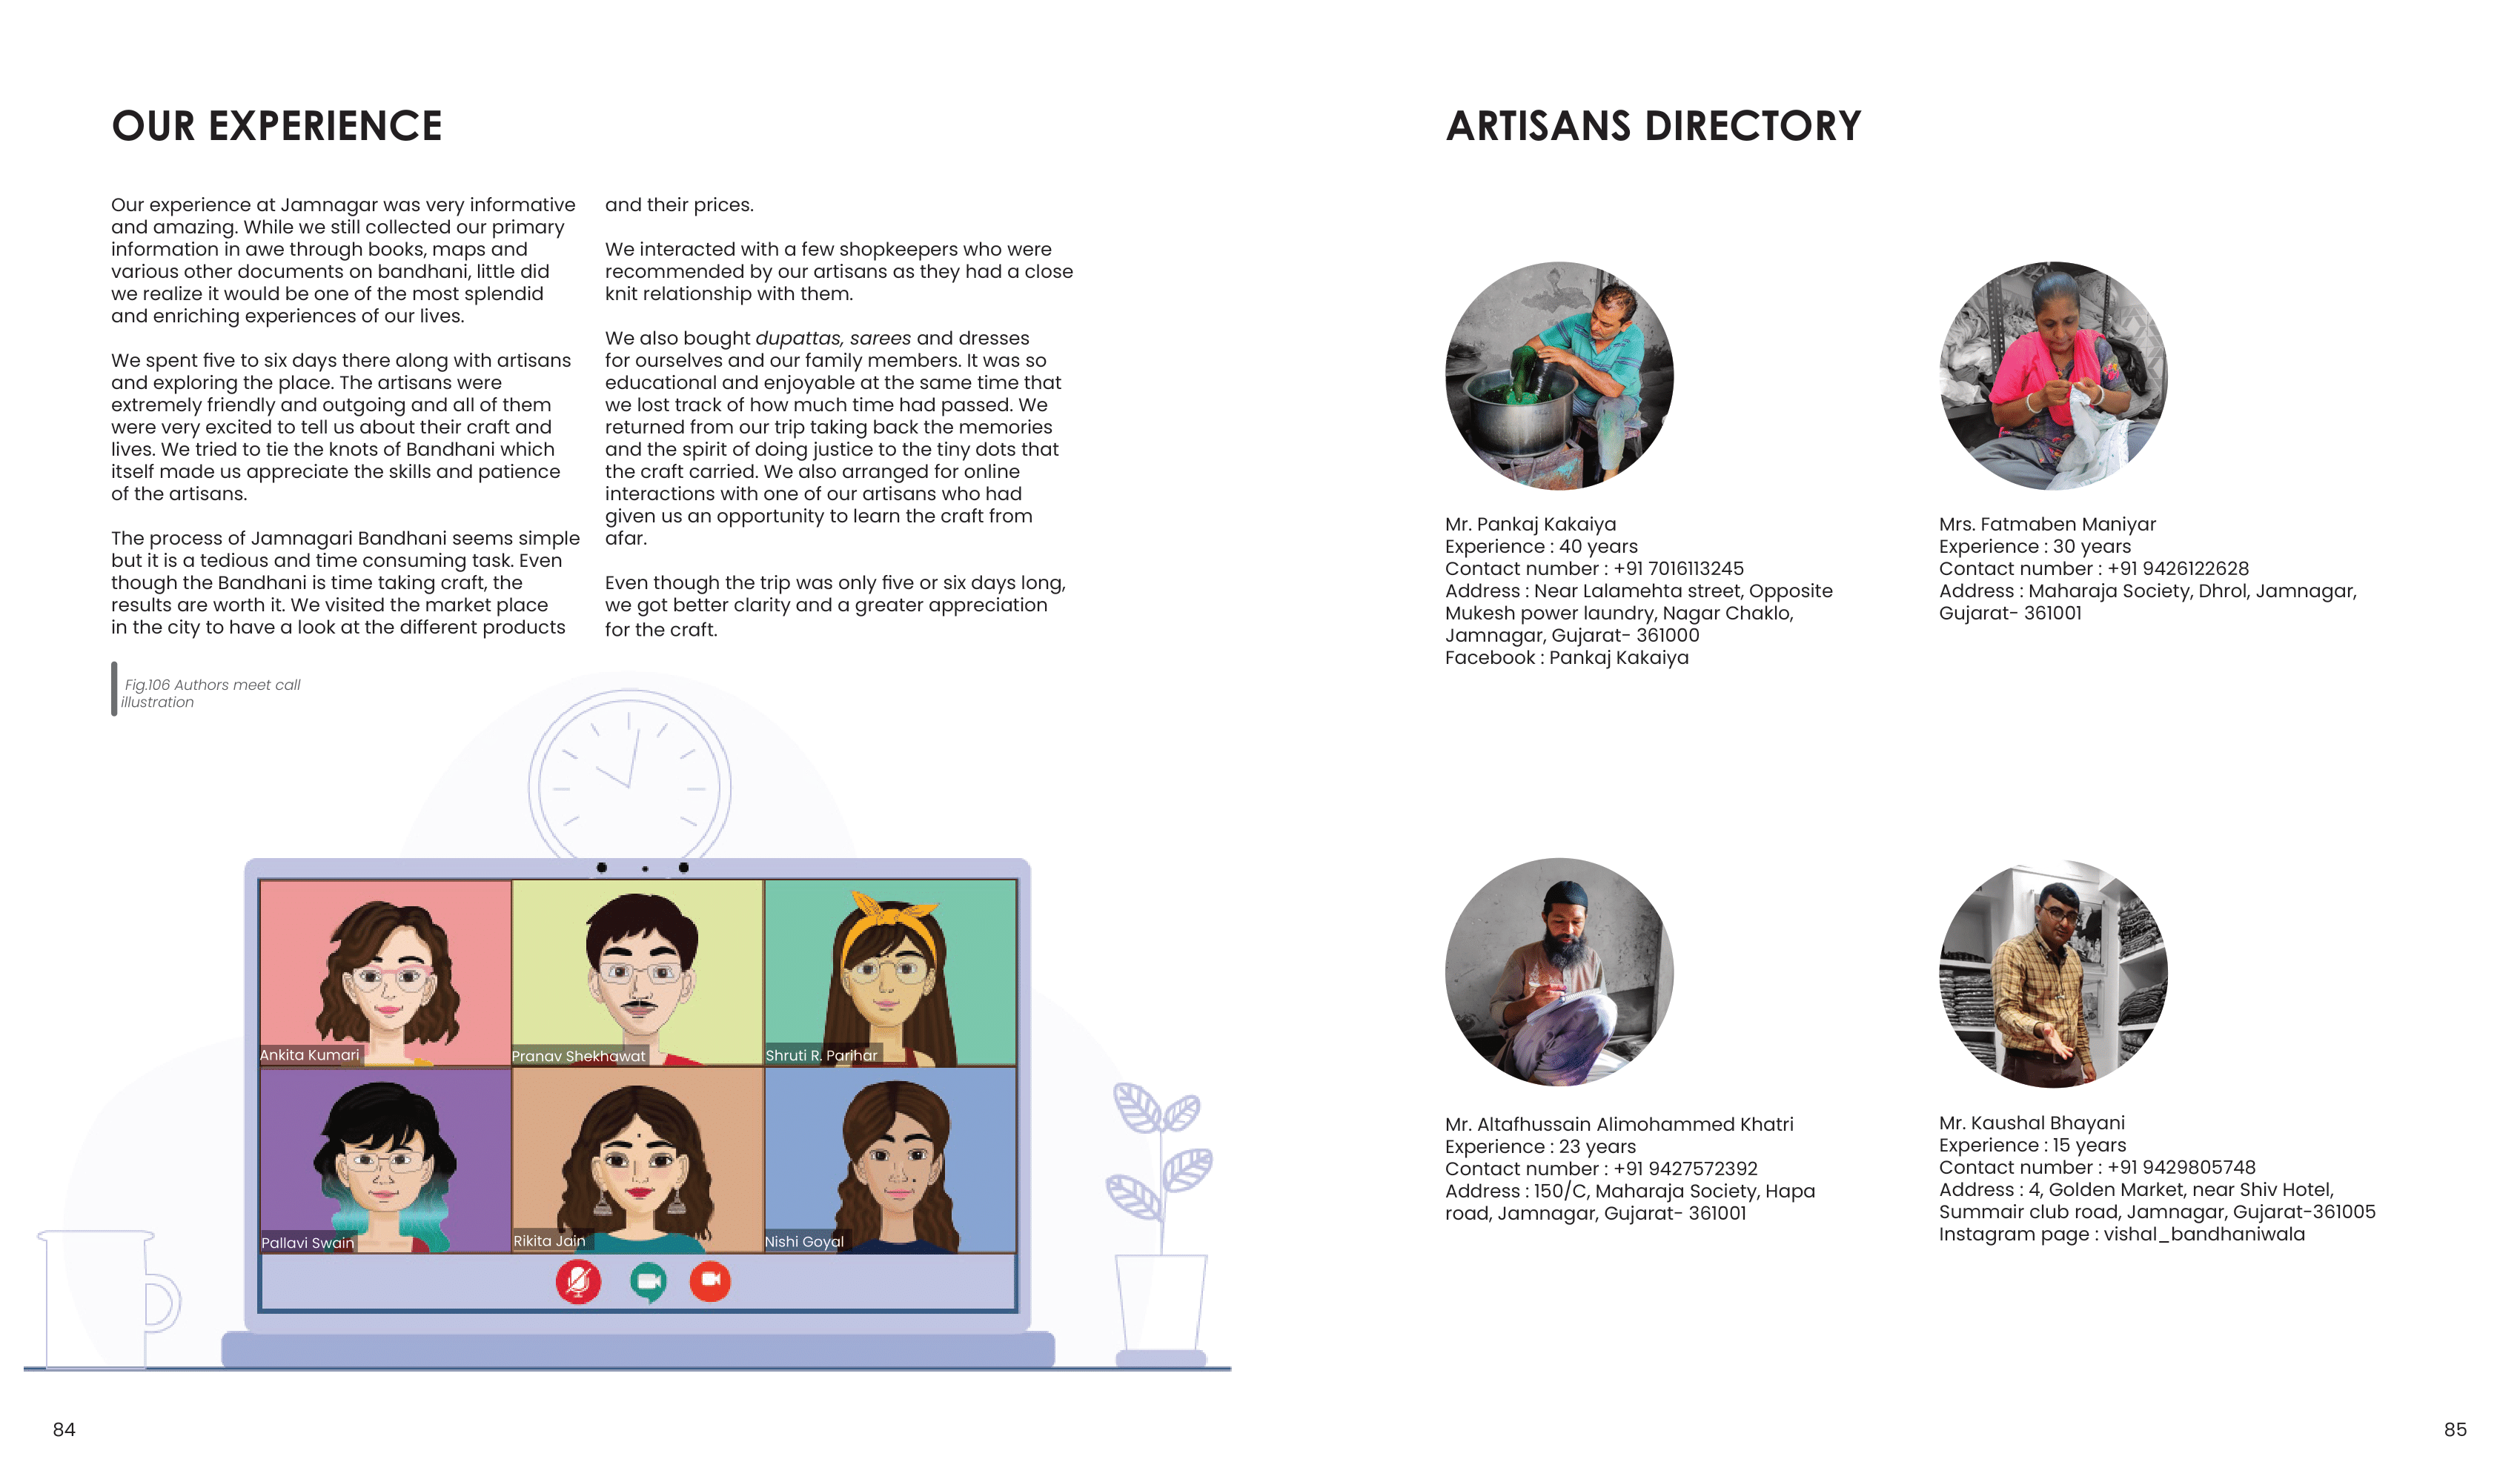 OUR EXPERIENCE
Our experience at Jamnagar was very informative
and amazing. While we still collected our primary
information in awe through books, maps and
various other documents on bandhani, little did
we realize it would be one of the most splendid
and enriching experiences of our lives.
We spent five to six days there along with artisans
and exploring the place. The artisans were
extremely friendly and outgoing and all of them
were very excited to tell us about their craft and
lives. We tried to tie the knots of Bandhani which
itself made us appreciate the skills and patience
of the artisans.
The process of Jamnagari Bandhani seems simple
but it is a tedious and time consuming task. Even
though the Bandhani is time taking craft, the
results are worth it. We visited the market place
in the city to have a look at the different products
and their prices.
We interacted with a few shopkeepers who were
recommended by our artisans as they had a close
knit relationship with them.
We also bought dupattas, sarees and dresses
for ourselves and our family members. It was so
educational and enjoyable at the same time that
we lost track of how much time had passed. We
returned from our trip taking back the memories
and the spirit of doing justice to the tiny dots that
the craft carried. We also arranged for online
interactions with one of our artisans who had
given us an opportunity to learn the craft from
afar.
Even though the trip was only five or six days long,
we got better clarity and a greater appreciation
for the craft.
Fig.106 Authors meet call
illustration
Ankita Kumari
Pranav Shekhawat
Shruti R. Parihar
Pallavi Swain
Rikita Jain
Nishi Goyal
84
ARTISANS DIRECTORY
Mr. Pankaj Kakaiya
Experience : 40 years
Contact number : +91 7016113245
Address : Near Lalamehta street, Opposite
Mukesh power laundry, Nagar Chaklo,
Jamnagar, Gujarat- 361000
Facebook : Pankaj Kakaiya
Mrs. Fatmaben Maniyar
Experience : 30 years
Contact number : +91 9426122628
Address : Maharaja Society, Dhrol, Jamnagar,
Gujarat- 361001
Mr. Altafhussain Alimohammed Khatri
Experience : 23 years
Contact number : +91 9427572392
Address : 150/C, Maharaja Society, Hapa
road, Jamnagar, Gujarat- 361001
Mr. Kaushal Bhayani
Experience : 15 years
Contact number : +91 9429805748
Address : 4, Golden Market, near Shiv Hotel,
Summair club road, Jamnagar, Gujarat-361005
Instagram page : vishal_bandhaniwala
85